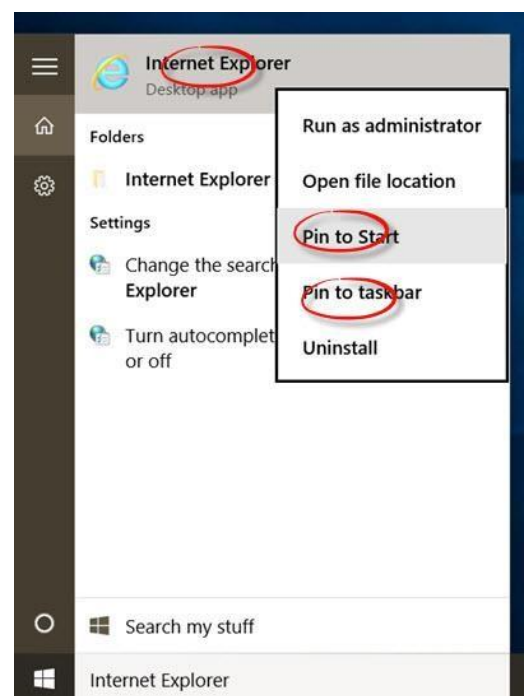 Internet Explorer
Desktop app
Folders
Internet Explorer
Settings
Change the search
Explorer
Turn autocomplet
or off
Run as administrator
Open file location
Pin to Start
Pin to taskbar
Uninstall
Search my stuff
Internet Explorer